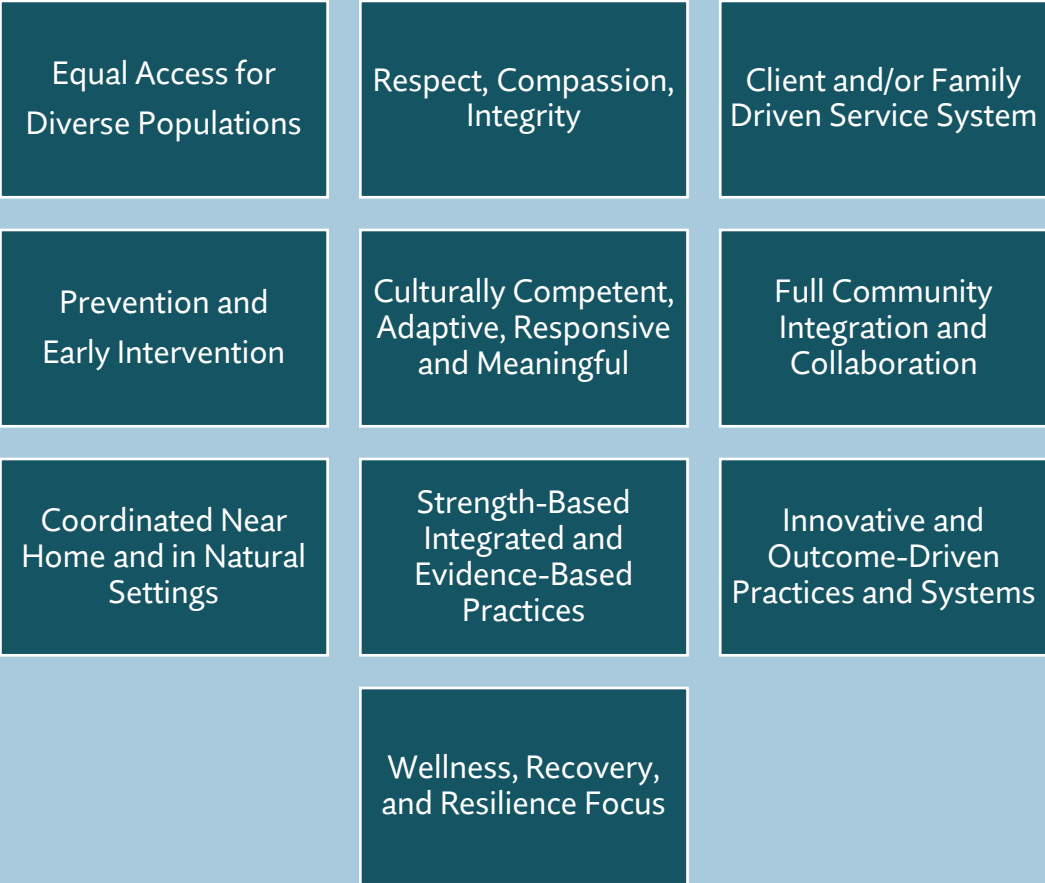 Equal Access for
Diverse Populations
Respect, Compassion,
Integrity
Client and/or Family
Driven Service System
Prevention and
Early Intervention
Culturally Competent,
Adaptive, Responsive
and Meaningful
Full Community
Integration and
Collaboration
Coordinated Near
Home and in Natural
Settings
Strength-Based
Integrated and
Evidence-Based
Practices
Innovative and
Outcome-Driven
Practices and Systems
Wellness, Recovery,
and Resilience Focus